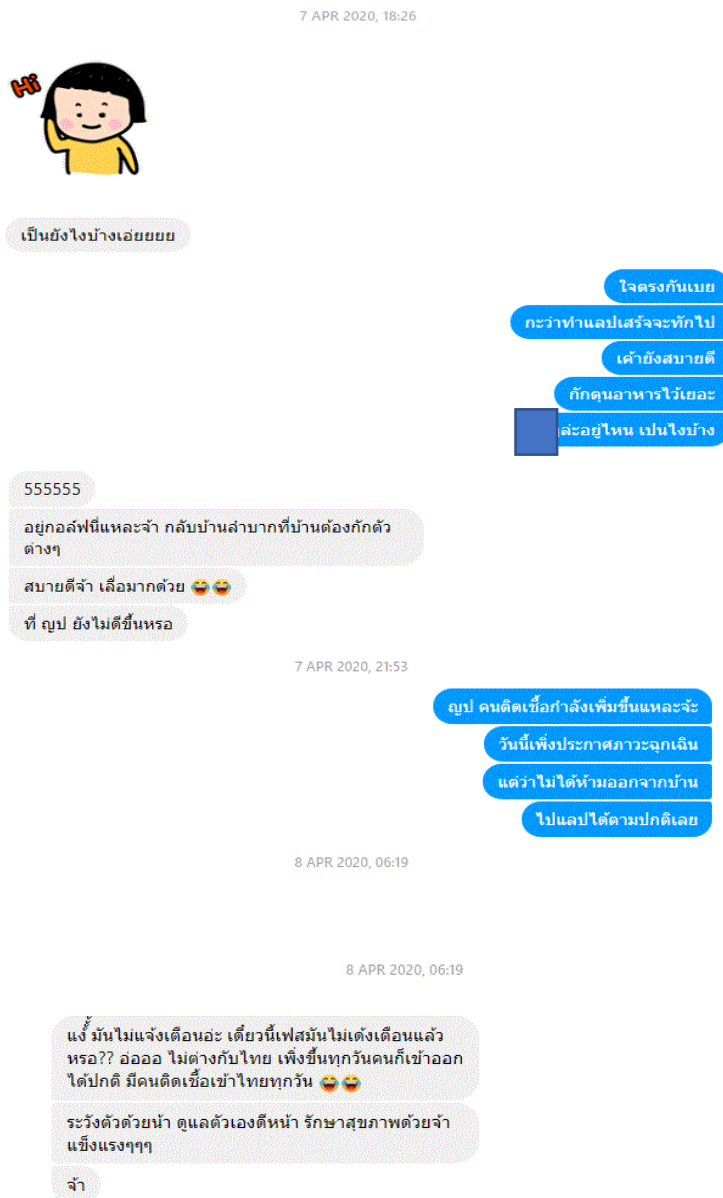 7 APR 2020, 18:26
Hi
เป็นยังไงบ้างเอ่ยยยย
ใจตรงกันเบย
กะว่าทำแลปเสร็จจะทักไป
เค้ายังสบายดี
กักตุนอาหารไว้เยอะ
ล่ะอยู่ไหน เปนไงบ้าง
555555
อยู่กอล์ฟนี่แหละจ้า กลับบ้านลำบากที่บ้านต้องกักตัว
ต่างๆ
สบายดีจ้า เลื่อมากด้วย 😂😂
ที่ ญป ยังไม่ดีขึ้นหรอ
7 APR 2020, 21:53
ญป คนติดเชื้อกำลังเพิ่มขึ้นแหละจ้ะ
วันนี้เพิ่งประกาศภาวะฉุกเฉิน
แต่ว่าไม่ได้ห้ามออกจากบ้าน
ไปแลปได้ตามปกติเลย
8 APR 2020, 06:19
8 APR 2020, 06:19
มันไม่แจ้งเตือนอ่ะ เดี๋ยวนี้เฟสมันไม่เด้งเตือนแล้ว
หรอ?? อ่อออ ไม่ต่างกับไทย เพิ่งขึ้นทุกวันคนก็เข้าออก
ได้ปกติ มีคนติดเชื้อเข้าไทยทุกวัน 😂😂
ระวังตัวด้วยน้า ดูแลตัวเองดีหน้า รักษาสุขภาพด้วยจ้า
แข็งแรงๆๆๆ
จ้า